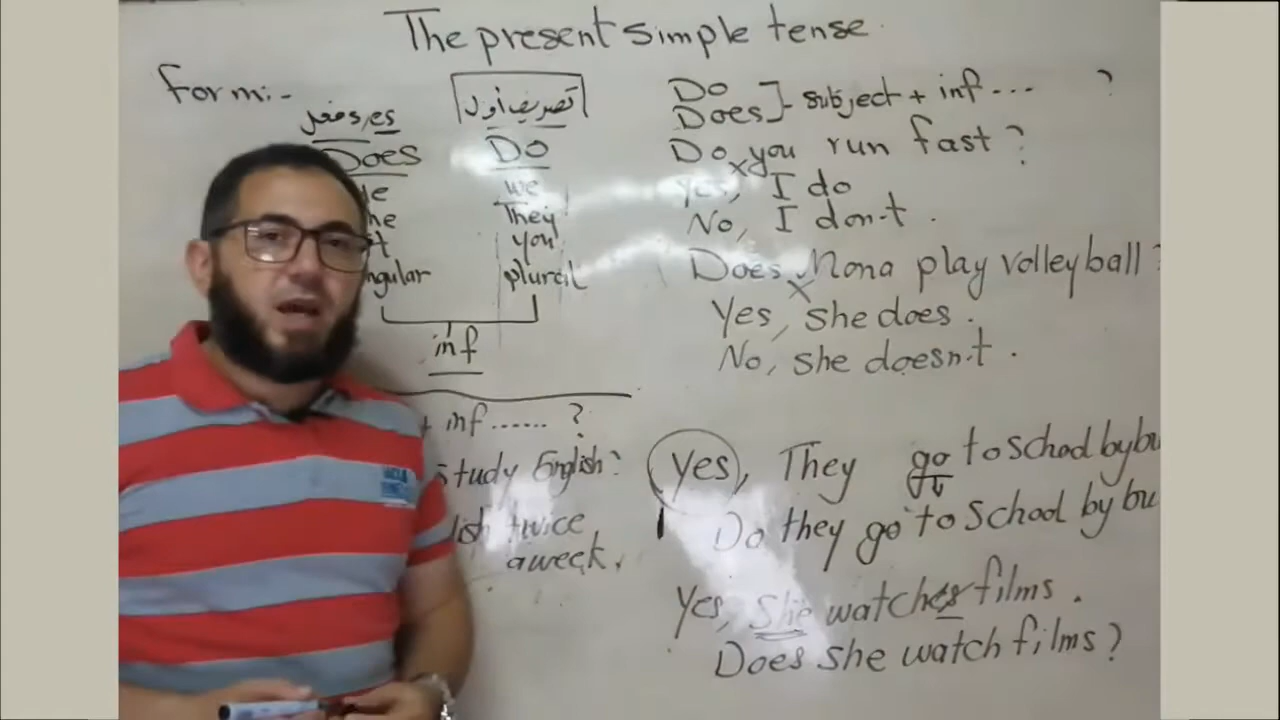 The present simple tense.
Form:-
تصريف أول
Does
Do
we
They
you
plural
inf
+ inf ...... ?
Study English?
twice
a week.
Do
Does ]- subject + inf ... ?
Do you run fast ?
Yes, I do
No, I don't .
Does Mona play volleyball ?
Yes, she does .
No, she doesn't .
Yes, They go to school by bu
Do they go to school by bu
Yes, She watches films .
Does she watch films ?